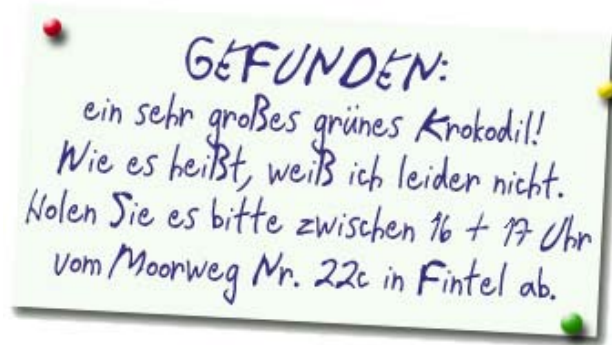 GEFUNDEN:
ein sehr großes grünes Krokodil!
Wie es heißt, weiß ich leider nicht.
Holen Sie es bitte zwischen 16 + 17 Uhr
vom Moorweg Nr. 22c in Fintel ab.